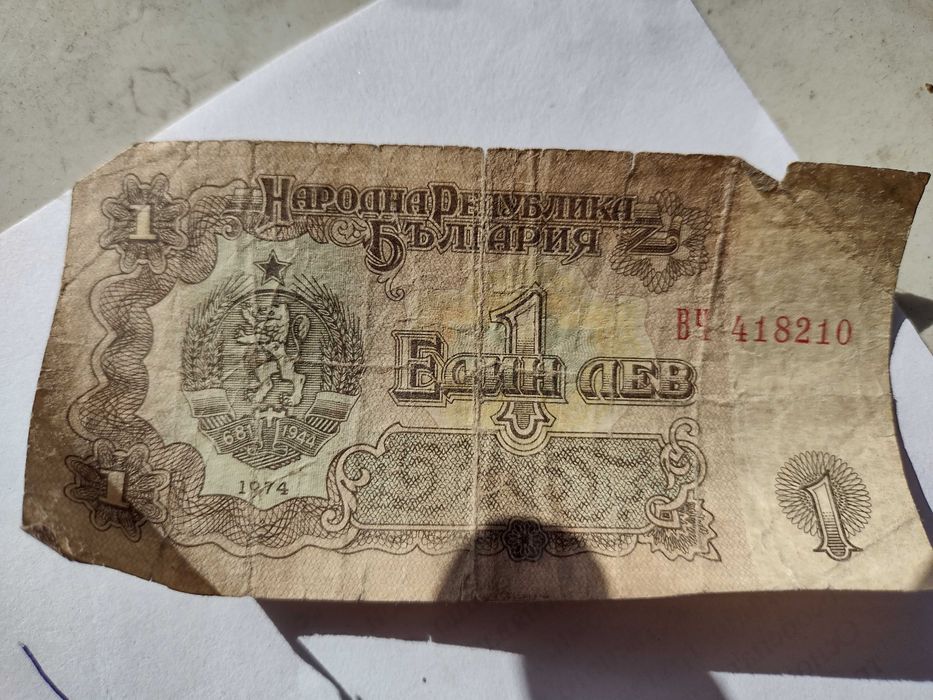 1
НАРОДНА РЕПУБЛИКА
БЪЛГАРИЯ
ВЧ 418210
1
ЕДИН ЛЕВ
681 1944
1974
1
1